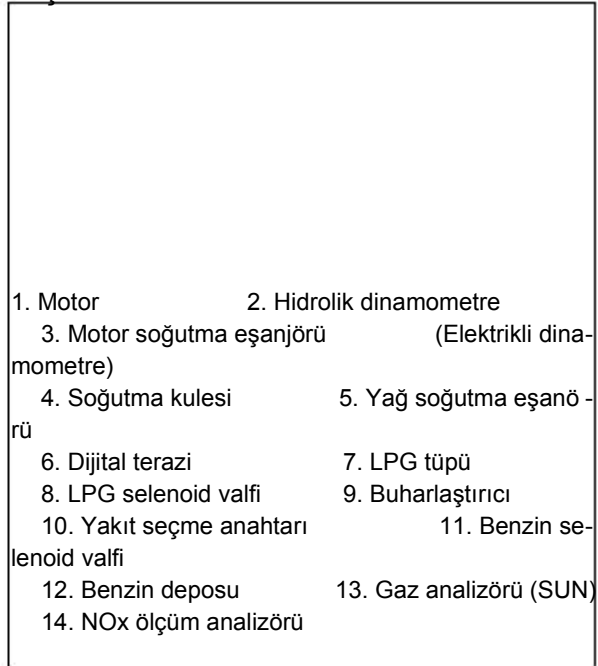 1. Motor 2. Hidrolik dinamometre
3. Motor soğutma eşanjörü (Elektrikli dina-
mometre)
4. Soğutma kulesi 5. Yağ soğutma eşanö -
rü
6. Dijital terazi 7. LPG tüpü
8. LPG selenoid valfi 9. Buharlaştırıcı
10. Yakıt seçme anahtarı 11. Benzin se-
lenoid valfi
12. Benzin deposu 13. Gaz analizörü (SUN)
14. NOx ölçüm analizörü